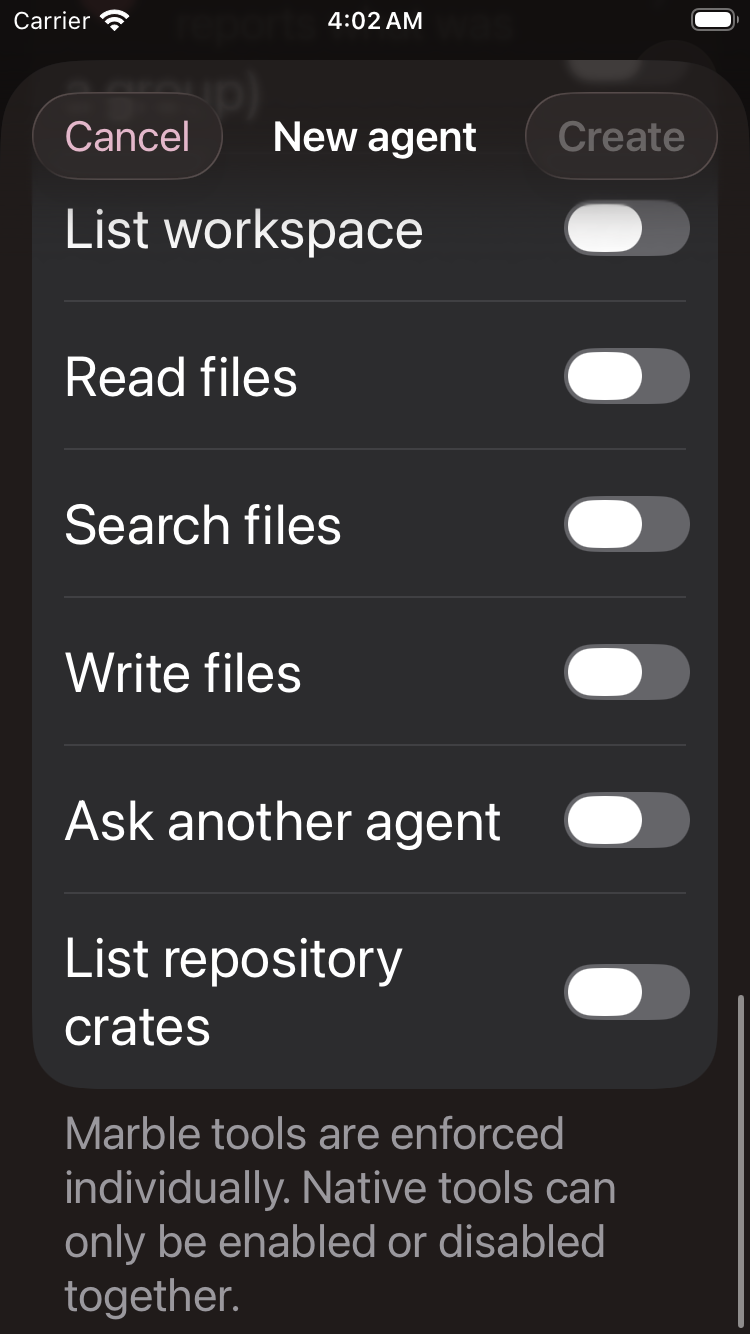 Carrier 4:02 AM
a group)
Cancel New agent Create
List workspace
Read files
Search files
Write files
Ask another agent
List repository
crates
Marble tools are enforced
individually. Native tools can
only be enabled or disabled
together.